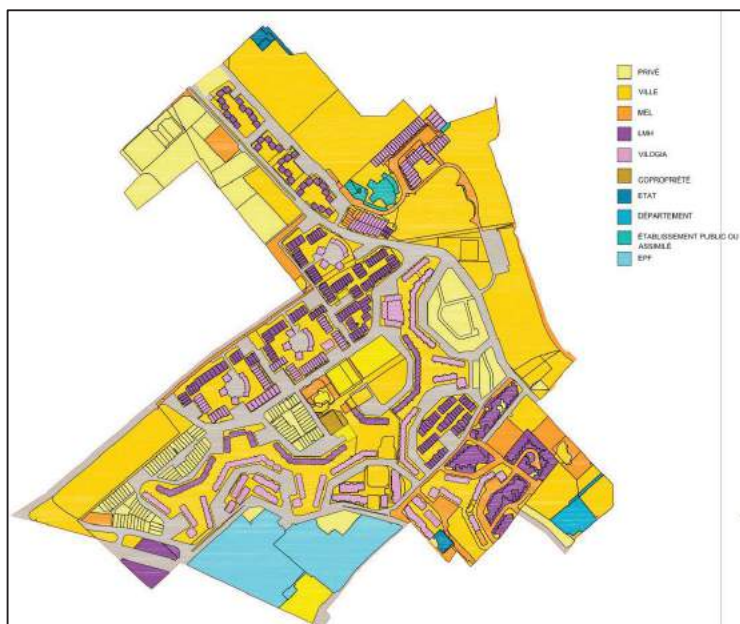 PRIVÉ
VILLE
MEL
LMH
VILOGIA
COPROPRIÉTÉ
ETAT
DÉPARTEMENT
ÉTABLISSEMENT PUBLIC OU
ASSIMILÉ
EPF